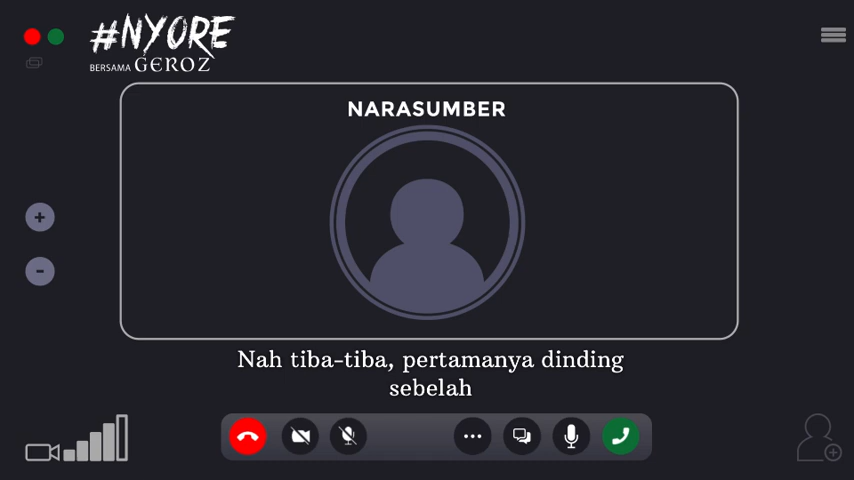 #NYORE
BERSAMA GEROZ
NARASUMBER
Nah tiba-tiba, pertamanya dinding
sebelah